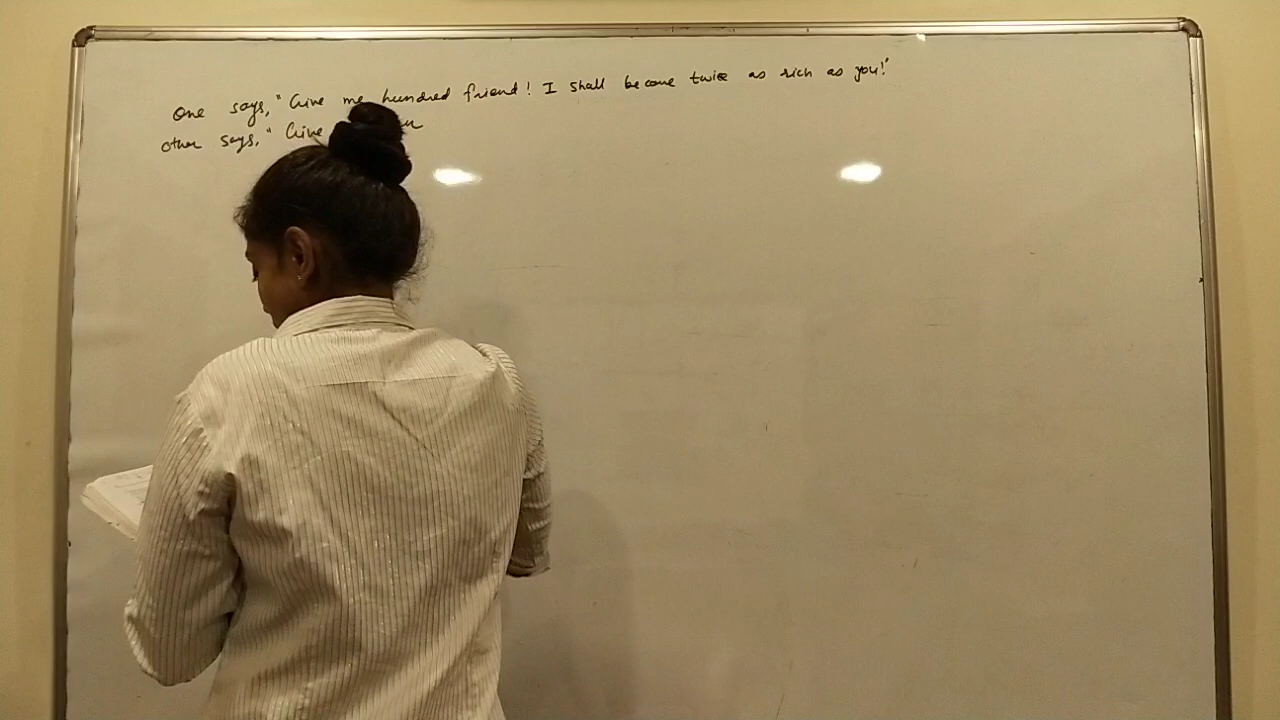 One says, "Give me hundred friend! I shall become twice as rich as you!"
other says, "Give